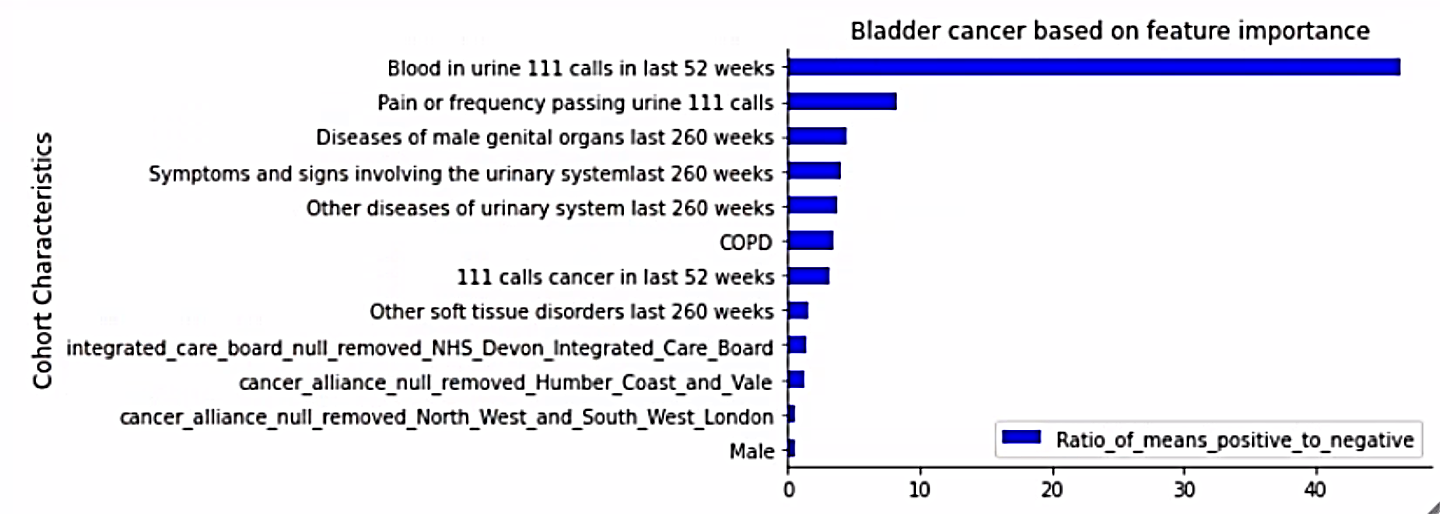 Bladder cancer based on feature importance
Blood in urine 111 calls in last 52 weeks
Pain or frequency passing urine 111 calls
Diseases of male genital organs last 260 weeks
Symptoms and signs involving the urinary systemlast 260 weeks
Other diseases of urinary system last 260 weeks
COPD
111 calls cancer in last 52 weeks
Other soft tissue disorders last 260 weeks
integrated_care_board_null_removed_NHS_Devon_Integrated_Care_Board
cancer_alliance_null_removed_Humber_Coast_and_Vale
cancer_alliance_null_removed_North_West_and_South_West_London
Male
Cohort Characteristics
Ratio_of_means_positive_to_negative
0 10 20 30 40